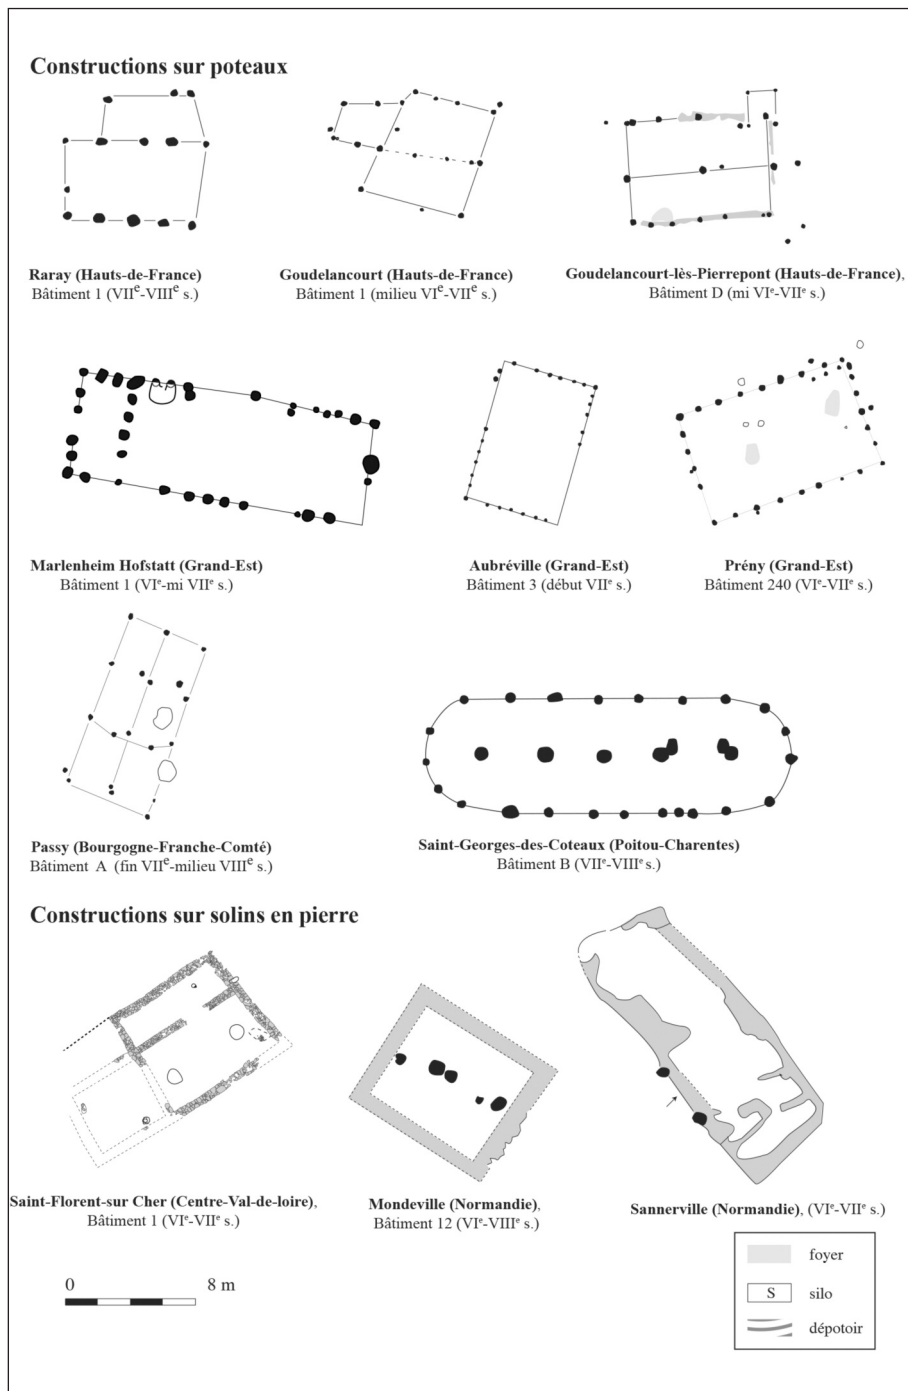 Constructions sur poteaux
Raray (Hauts-de-France)
Bâtiment 1 (VIIe-VIIIe s.)
Goudelancourt (Hauts-de-France)
Bâtiment 1 (milieu VIe-VIIe s.)
Goudelancourt-lès-Pierrepont (Hauts-de-France),
Bâtiment D (mi VIe-VIIe s.)
Marlenheim Hofstatt (Grand-Est)
Bâtiment 1 (VIe-mi VIIe s.)
Aubréville (Grand-Est)
Bâtiment 3 (début VIIe s.)
Prény (Grand-Est)
Bâtiment 240 (VIe-VIIe s.)
Passy (Bourgogne-Franche-Comté)
Bâtiment A (fin VIIe-milieu VIIIe s.)
Saint-Georges-des-Coteaux (Poitou-Charentes)
Bâtiment B (VIIe-VIIIe s.)
Constructions sur solins en pierre
Saint-Florent-sur Cher (Centre-Val-de-loire),
Bâtiment 1 (VIe-VIIe s.)
Mondeville (Normandie),
Bâtiment 12 (VIe-VIIIe s.)
Sannerville (Normandie), (VIe-VIIe s.)
0 8 m
foyer
S silo
dépotoir